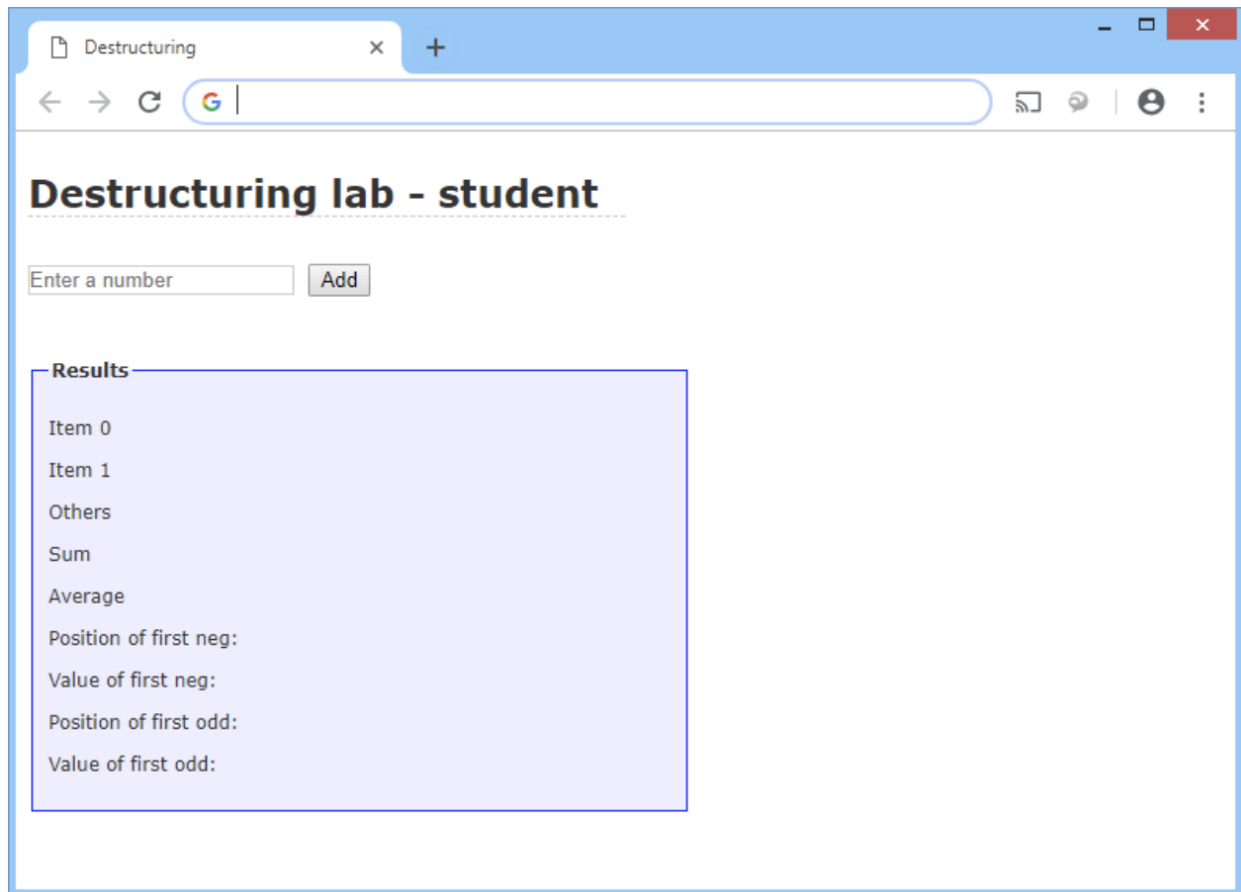 Destructuring
Destructuring lab - student
Enter a number Add
Results
Item 0
Item 1
Others
Sum
Average
Position of first neg:
Value of first neg:
Position of first odd:
Value of first odd: